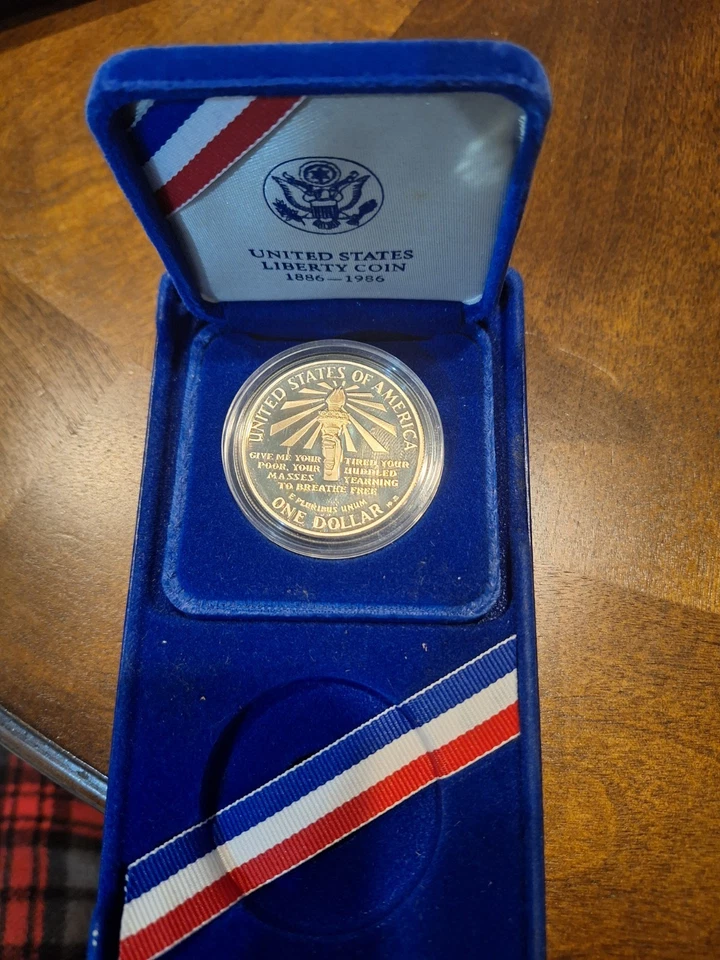 UNITED STATES
LIBERTY COIN
1886—1986
UNITED STATES OF AMERICA
GIVE ME YOUR TIRED YOUR
POOR, YOUR HUDDLED
MASSES YEARNING
TO BREATHE FREE
E PLURIBUS UNUM
ONE DOLLAR